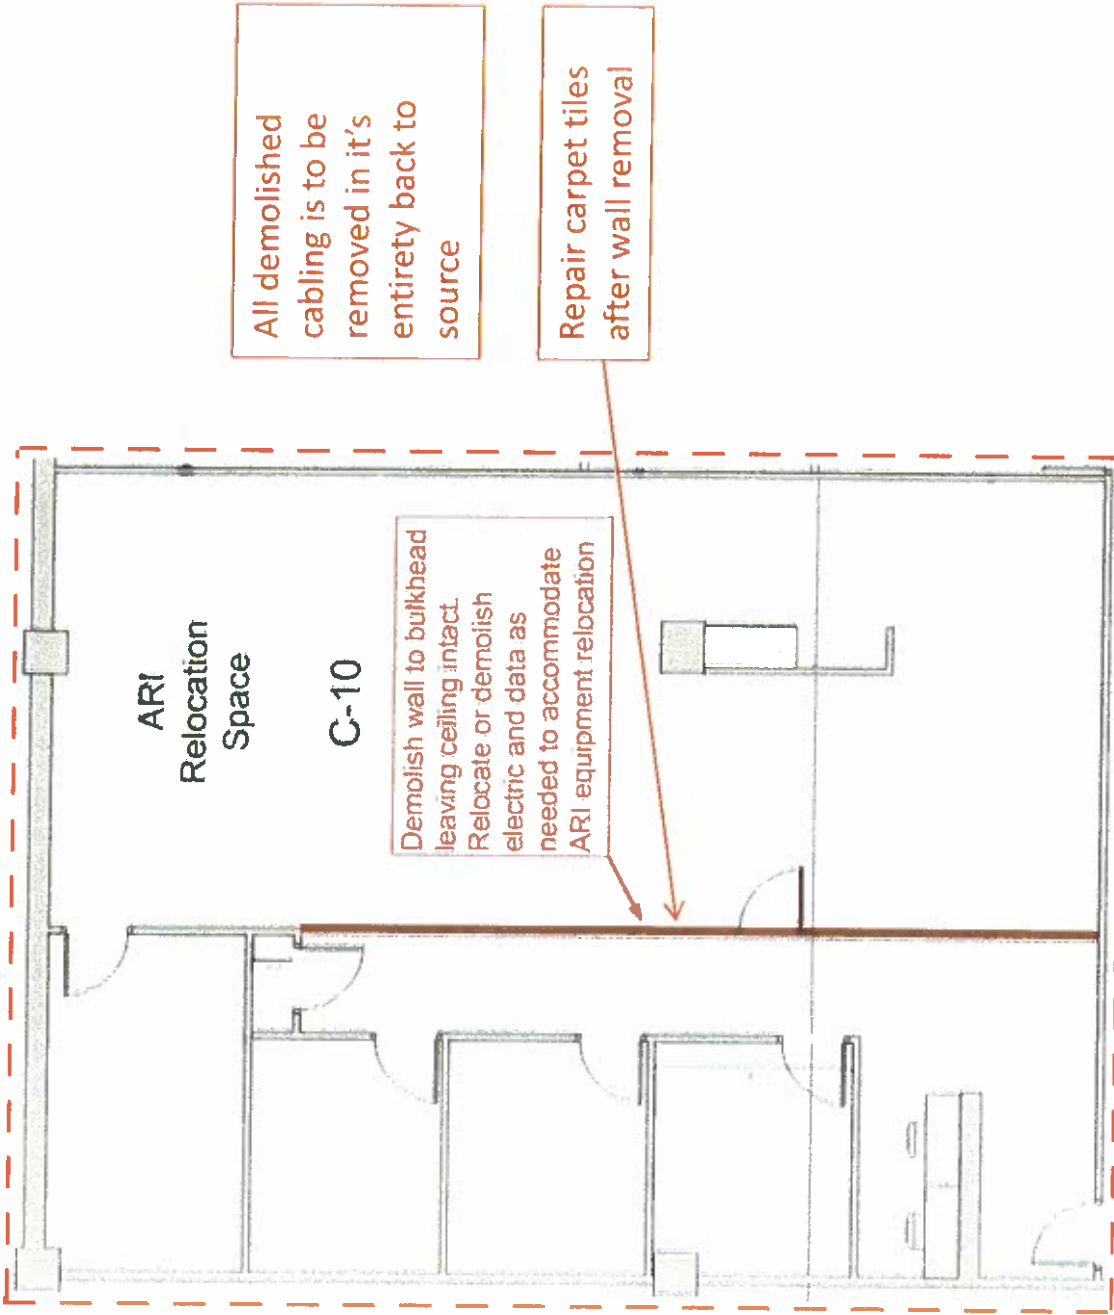 All demolished
cabling is to be
removed in it's
entirety back to
source
Repair carpet tiles
after wall removal
ARI
Relocation
Space
C-10
Demolish wall to bulkhead
leaving ceiling intact.
Relocate or demolish
electric and data as
needed to accommodate
ARI equipment relocation